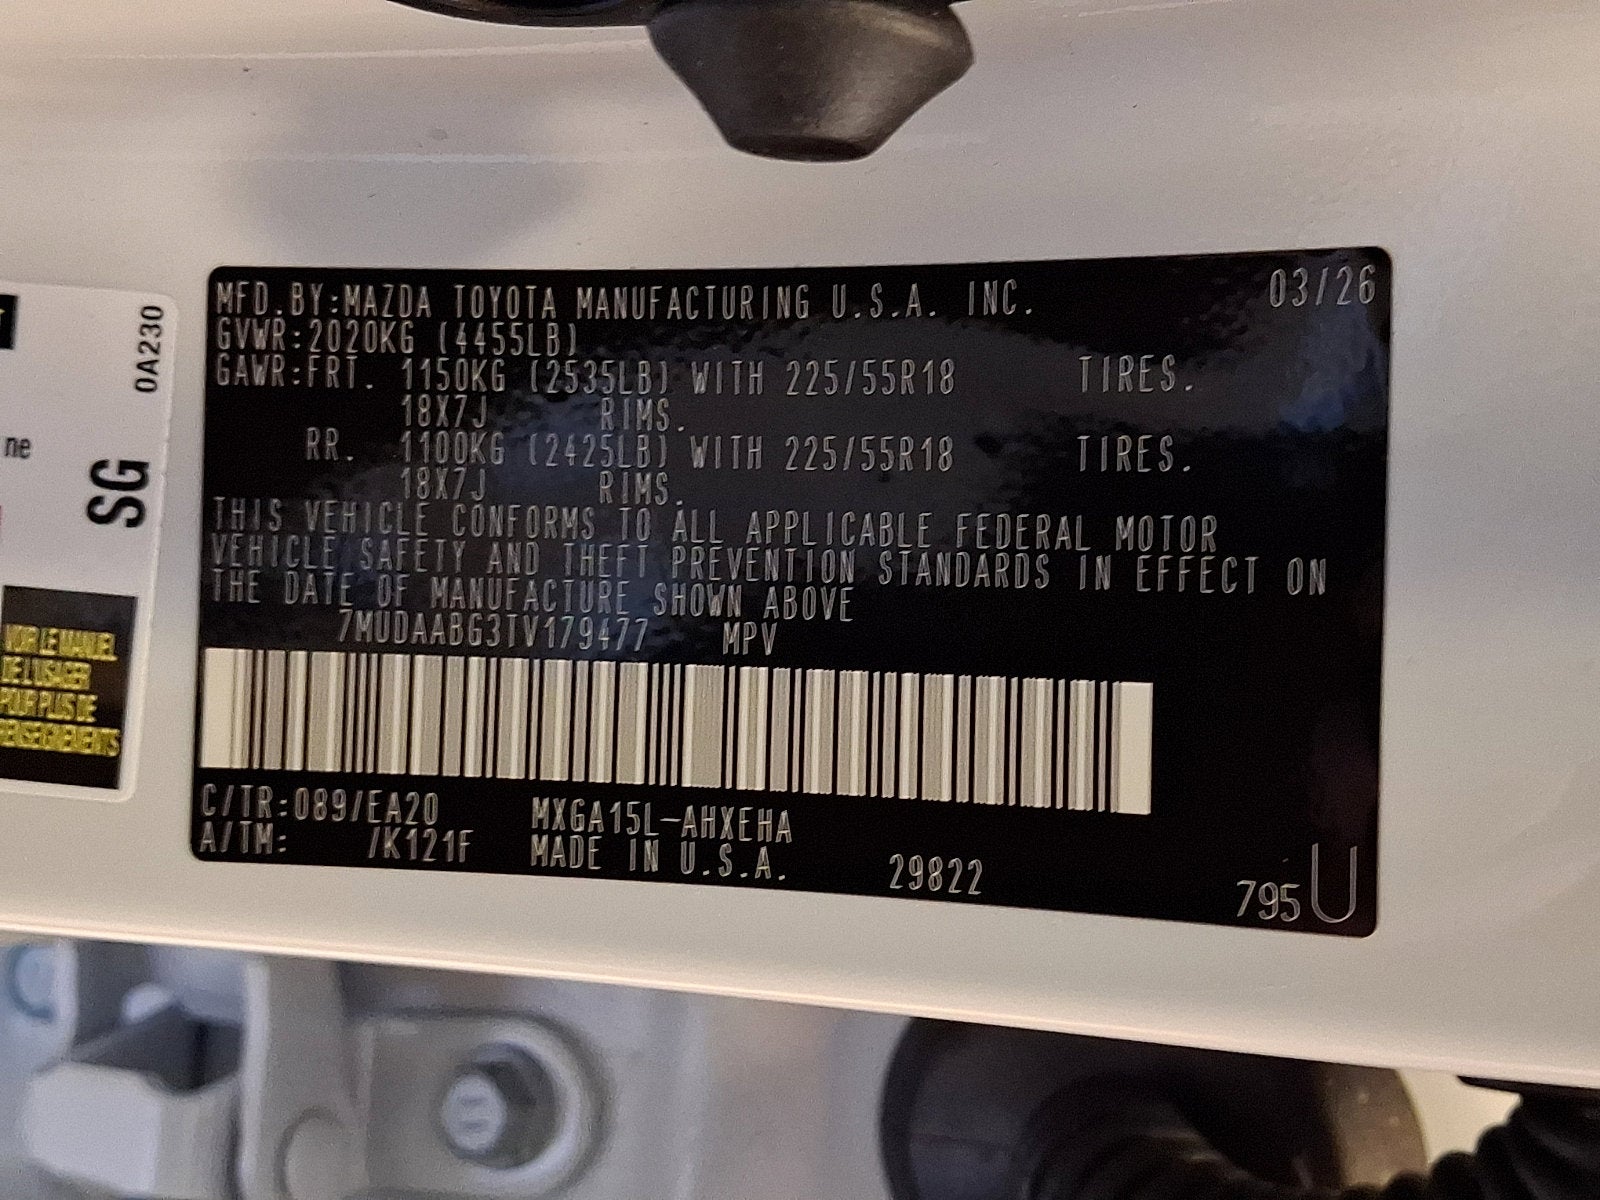 MFD.BY:MAZDA TOYOTA MANUFACTURING U.S.A. INC. 03/26
GVWR:2020KG (4455LB)
GAWR:FRT. 1150KG (2535LB) WITH 225/55R18 TIRES.
18X7J RIMS.
RR. 1100KG (2425LB) WITH 225/55R18 TIRES.
18X7J RIMS.
THIS VEHICLE CONFORMS TO ALL APPLICABLE FEDERAL MOTOR
VEHICLE SAFETY AND THEFT PREVENTION STANDARDS IN EFFECT ON
THE DATE OF MANUFACTURE SHOWN ABOVE
7MUDAABG3TV179477 MPV
C/TR:089/EA20 MXGA15L-AHXEHA
A/TM: /K121F MADE IN U.S.A. 29822
795 U
0A230
SG
ne
VOIR LE MANUEL
DE L'USAGER
POUR PLUS DE
RENSEIGNEMENTS